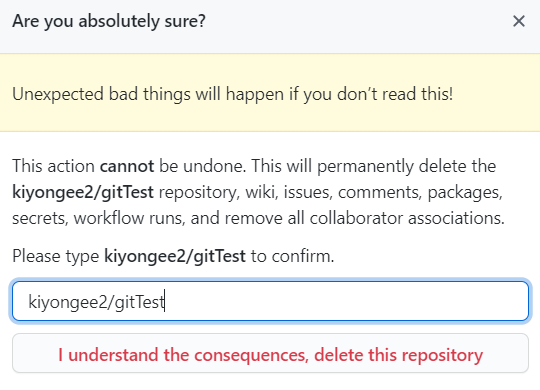 Are you absolutely sure?
Unexpected bad things will happen if you don’t read this!
This action cannot be undone. This will permanently delete the
kiyongee2/gitTest repository, wiki, issues, comments, packages,
secrets, workflow runs, and remove all collaborator associations.
Please type kiyongee2/gitTest to confirm.
kiyongee2/gitTest
I understand the consequences, delete this repository